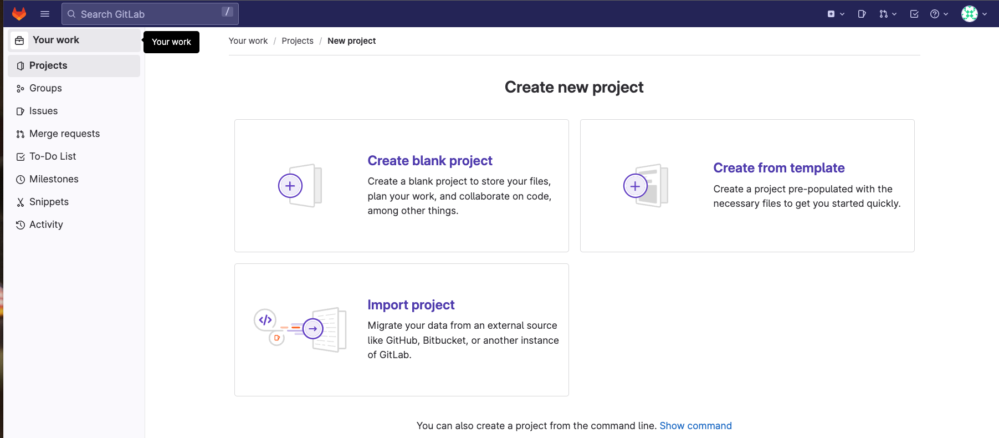 Search GitLab
/
Your work
Your work
Your work / Projects / New project
Projects
Groups
Issues
Merge requests
To-Do List
Milestones
Snippets
Activity
Create new project
Create blank project
Create a blank project to store your files,
plan your work, and collaborate on code,
among other things.
Create from template
Create a project pre-populated with the
necessary files to get you started quickly.
Import project
Migrate your data from an external source
like GitHub, Bitbucket, or another instance
of GitLab.
You can also create a project from the command line. Show command